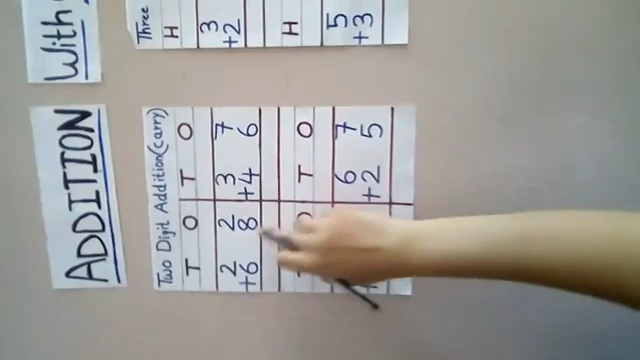 ADDITION With
Two Digit Addition(carry)
T O T O
2 2 3 7
+6 8 +4 6
T O
6 7
+2 5
Three
H
3
+2
H
5
+3